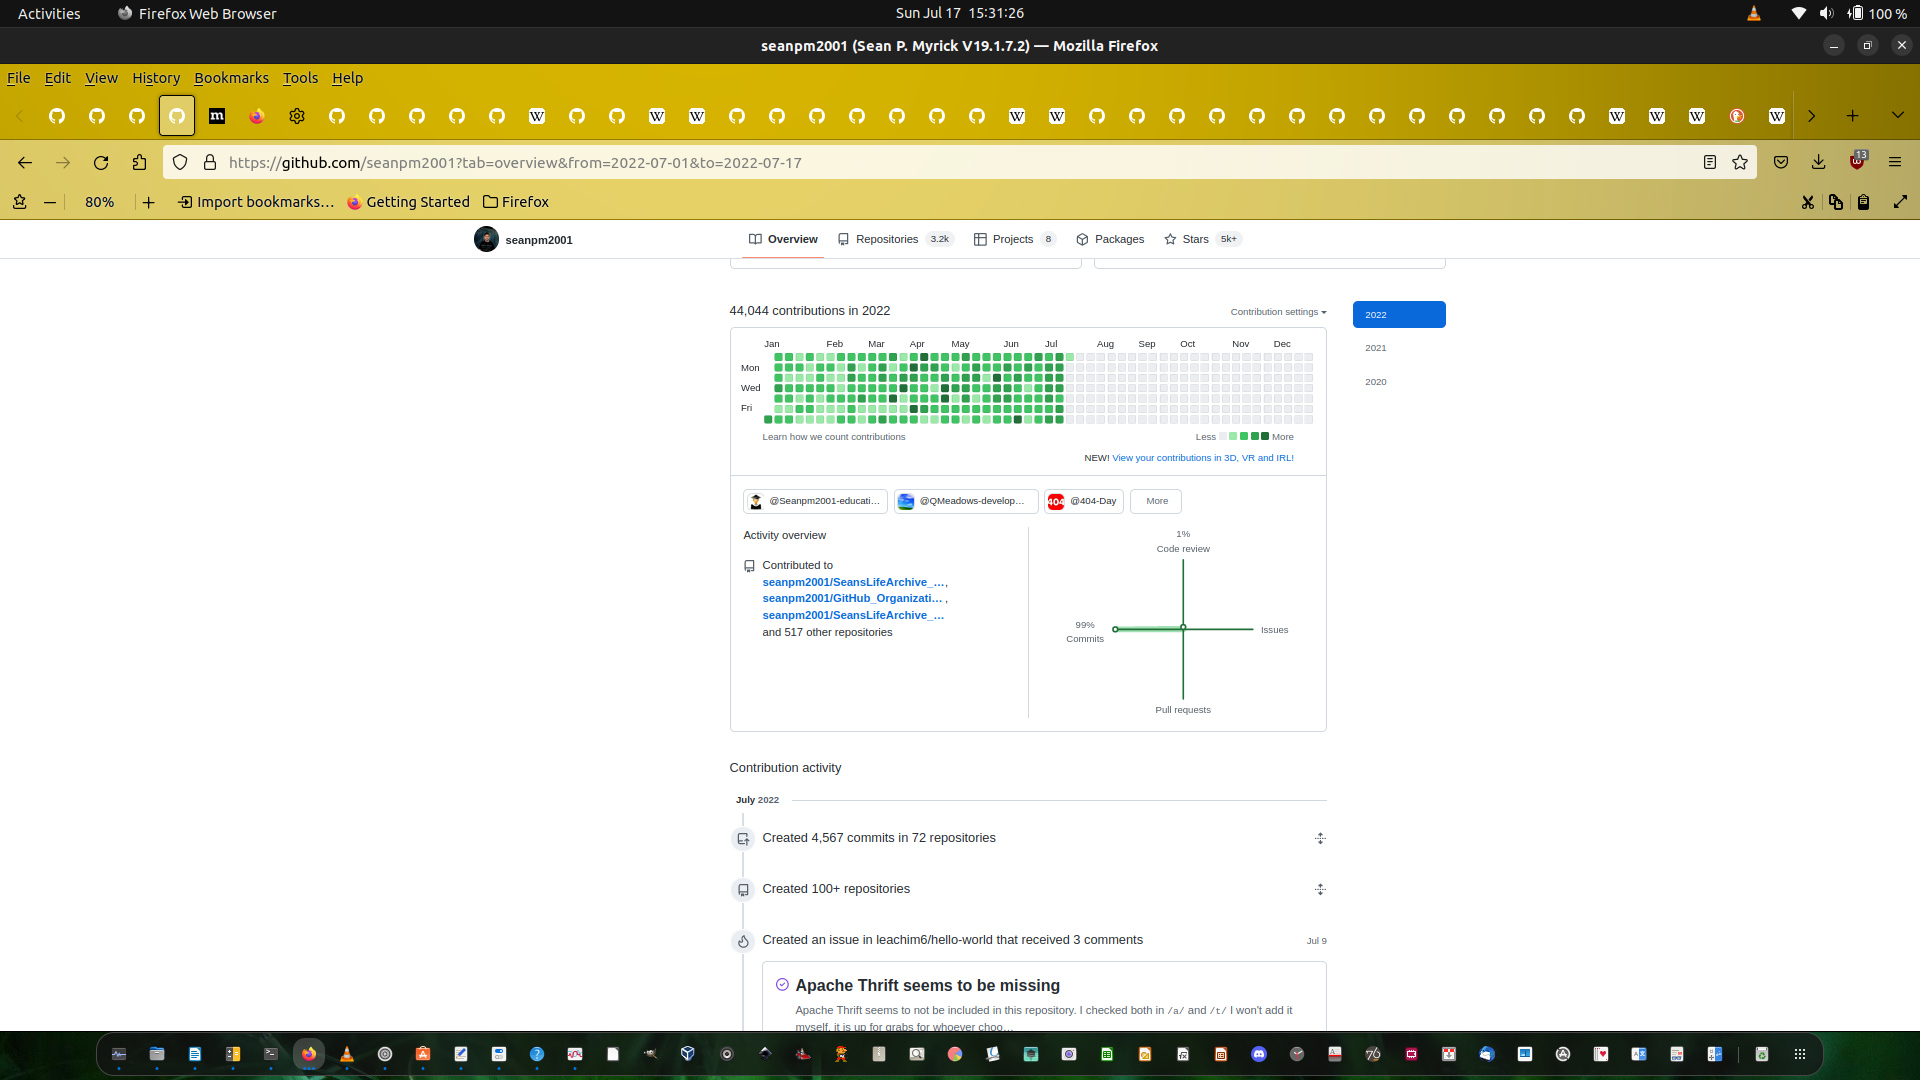 Activities Firefox Web Browser Sun Jul 17 15:31:26 100 %
seanpm2001 (Sean P. Myrick V19.1.7.2) — Mozilla Firefox
File Edit View History Bookmarks Tools Help
https://github.com/seanpm2001?tab=overview&from=2022-07-01&to=2022-07-17 13
80% Import bookmarks… Getting Started Firefox
seanpm2001 Overview Repositories 3.2k Projects 8 Packages Stars 5k+
44,044 contributions in 2022 Contribution settings
2022
2021
2020
Jan Feb Mar Apr May Jun Jul Aug Sep Oct Nov Dec
Mon
Wed
Fri
Learn how we count contributions Less More
NEW! View your contributions in 3D, VR and IRL!
@Seanpm2001-educati… @QMeadows-develop… 404 @404-Day More
Activity overview
Contributed to
seanpm2001/SeansLifeArchive_…,
seanpm2001/GitHub_Organizati… ,
seanpm2001/SeansLifeArchive_…
and 517 other repositories
1%
Code review
99%
Commits
Issues
Pull requests
Contribution activity
July 2022
Created 4,567 commits in 72 repositories
Created 100+ repositories
Created an issue in leachim6/hello-world that received 3 comments Jul 9
Apache Thrift seems to be missing
Apache Thrift seems to not be included in this repository. I checked both in /a/ and /t/ I won't add it
myself, it is up for grabs for whoever choo…